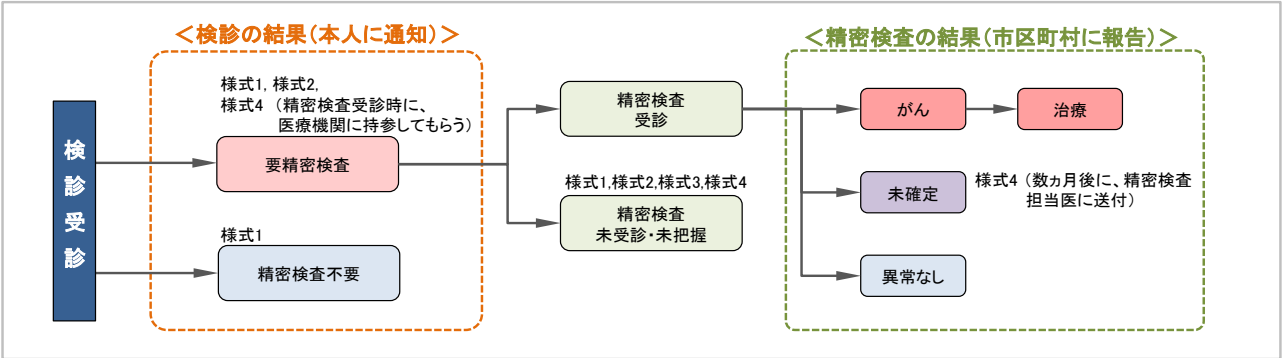 ＜検診の結果（本人に通知）＞
＜精密検査の結果（市区町村に報告）＞
検診受診
様式1, 様式2,
様式4 （精密検査受診時に、
医療機関に持参してもらう）
要精密検査
様式1
精密検査不要
精密検査
受診
様式1,様式2,様式3,様式4
精密検査
未受診・未把握
がん
治療
未確定
様式4 （数ヵ月後に、精密検査
担当医に送付）
異常なし